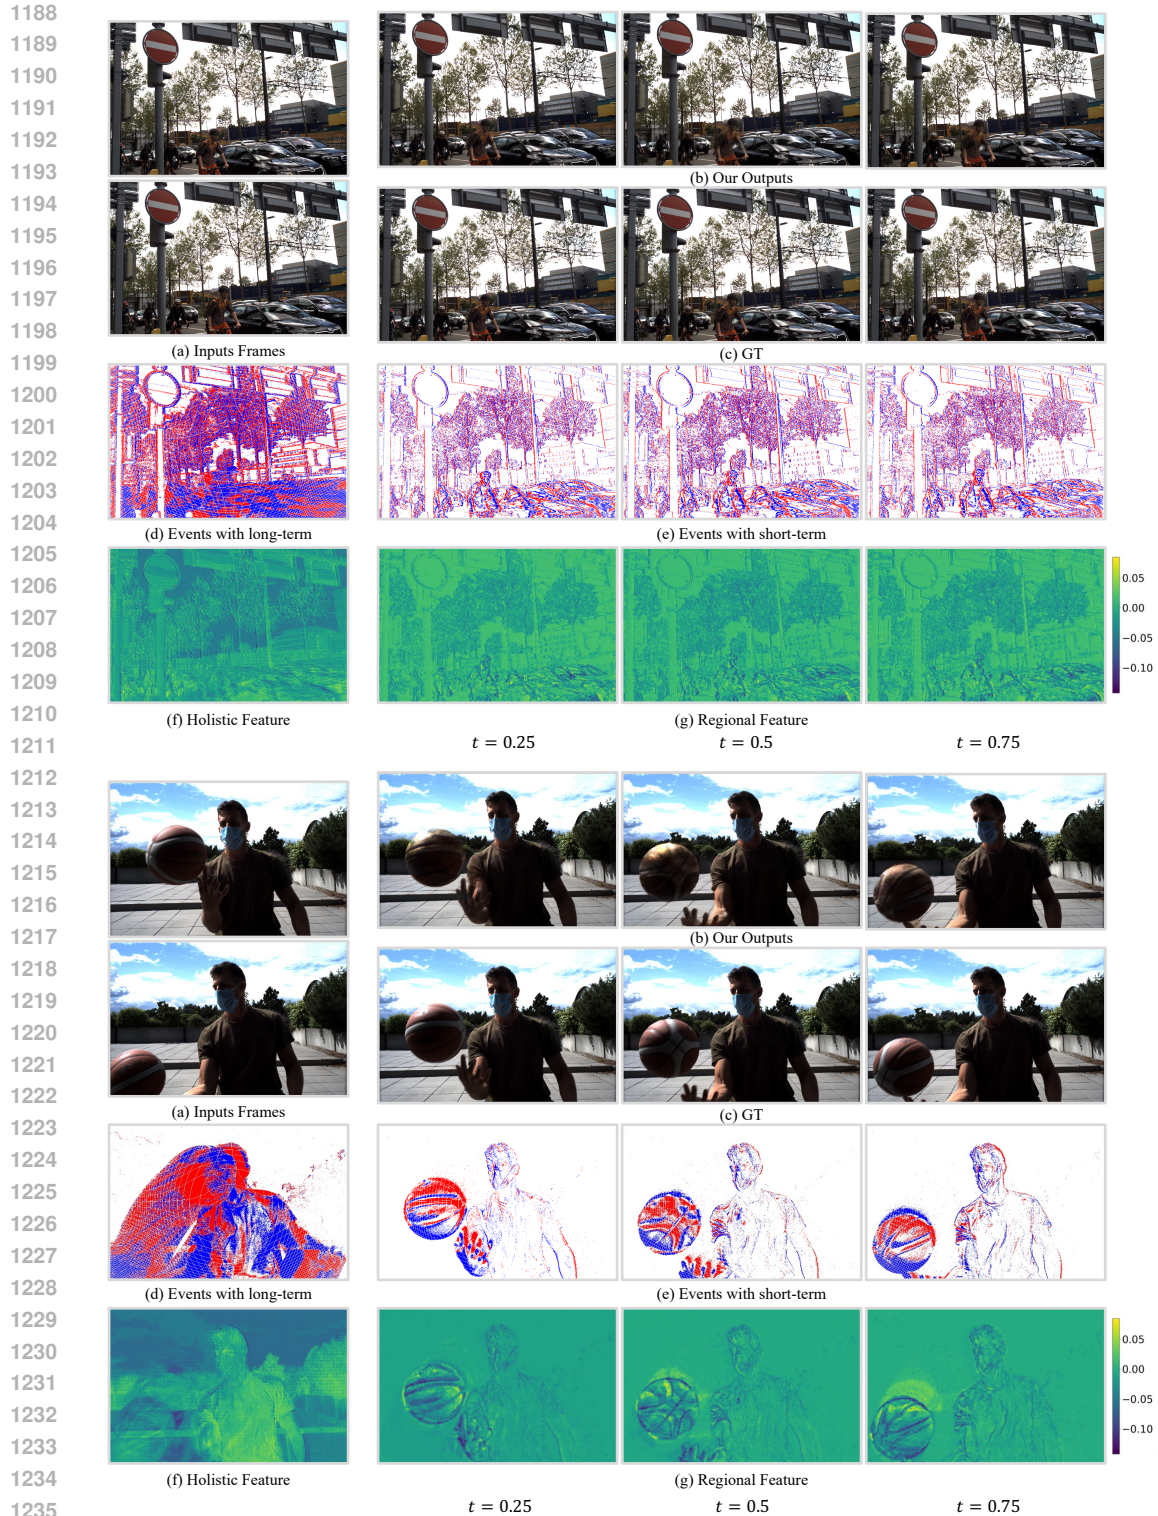 1188
1189
1190
1191
1192
1193
(b) Our Outputs
1194
1195
1196
1197
1198
(a) Inputs Frames
(c) GT
1199
1200
1201
1202
1203
1204
(d) Events with long-term
(e) Events with short-term
1205
1206
1207
1208
1209
0.05
0.00
−0.05
−0.10
1210
(f) Holistic Feature
(g) Regional Feature
1211
t = 0.25
t = 0.5
t = 0.75
1212
1213
1214
1215
1216
1217
(b) Our Outputs
1218
1219
1220
1221
1222
(a) Inputs Frames
(c) GT
1223
1224
1225
1226
1227
1228
(d) Events with long-term
(e) Events with short-term
1229
1230
1231
1232
1233
0.05
0.00
−0.05
−0.10
1234
(f) Holistic Feature
(g) Regional Feature
1235
t = 0.25
t = 0.5
t = 0.75